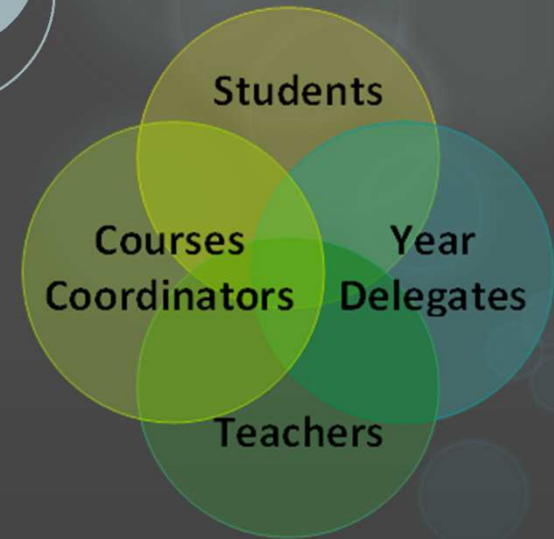 Students
Courses
Coordinators
Year
Delegates
Teachers